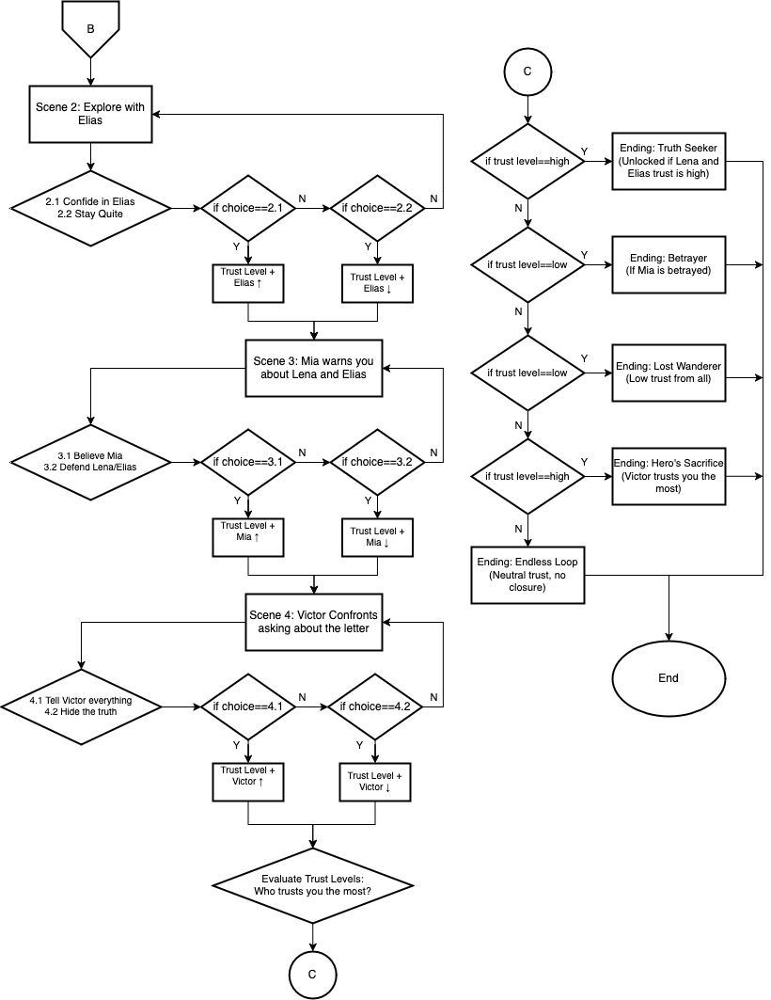 B
Scene 2: Explore with
Elias
2.1 Confide in Elias
2.2 Stay Quite
if choice==2.1
N
if choice==2.2
N
Y
Y
Trust Level +
Elias ↑
Trust Level +
Elias ↓
Scene 3: Mia warns you
about Lena and Elias
3.1 Believe Mia
3.2 Defend Lena/Elias
if choice==3.1
N
if choice==3.2
N
Y
Y
Trust Level +
Mia ↑
Trust Level +
Mia ↓
Scene 4: Victor Confronts
asking about the letter
4.1 Tell Victor everything
4.2 Hide the truth
if choice==4.1
N
if choice==4.2
N
Y
Y
Trust Level +
Victor ↑
Trust Level +
Victor ↓
Evaluate Trust Levels:
Who trusts you the most?
C
C
if trust level==high
Y
Ending: Truth Seeker
(Unlocked if Lena and
Elias trust is high)
N
if trust level==low
Y
Ending: Betrayer
(If Mia is betrayed)
N
if trust level==low
Y
Ending: Lost Wanderer
(Low trust from all)
N
if trust level==high
Y
Ending: Hero's Sacrifice
(Victor trusts you the
most)
N
Ending: Endless Loop
(Neutral trust, no
closure)
End